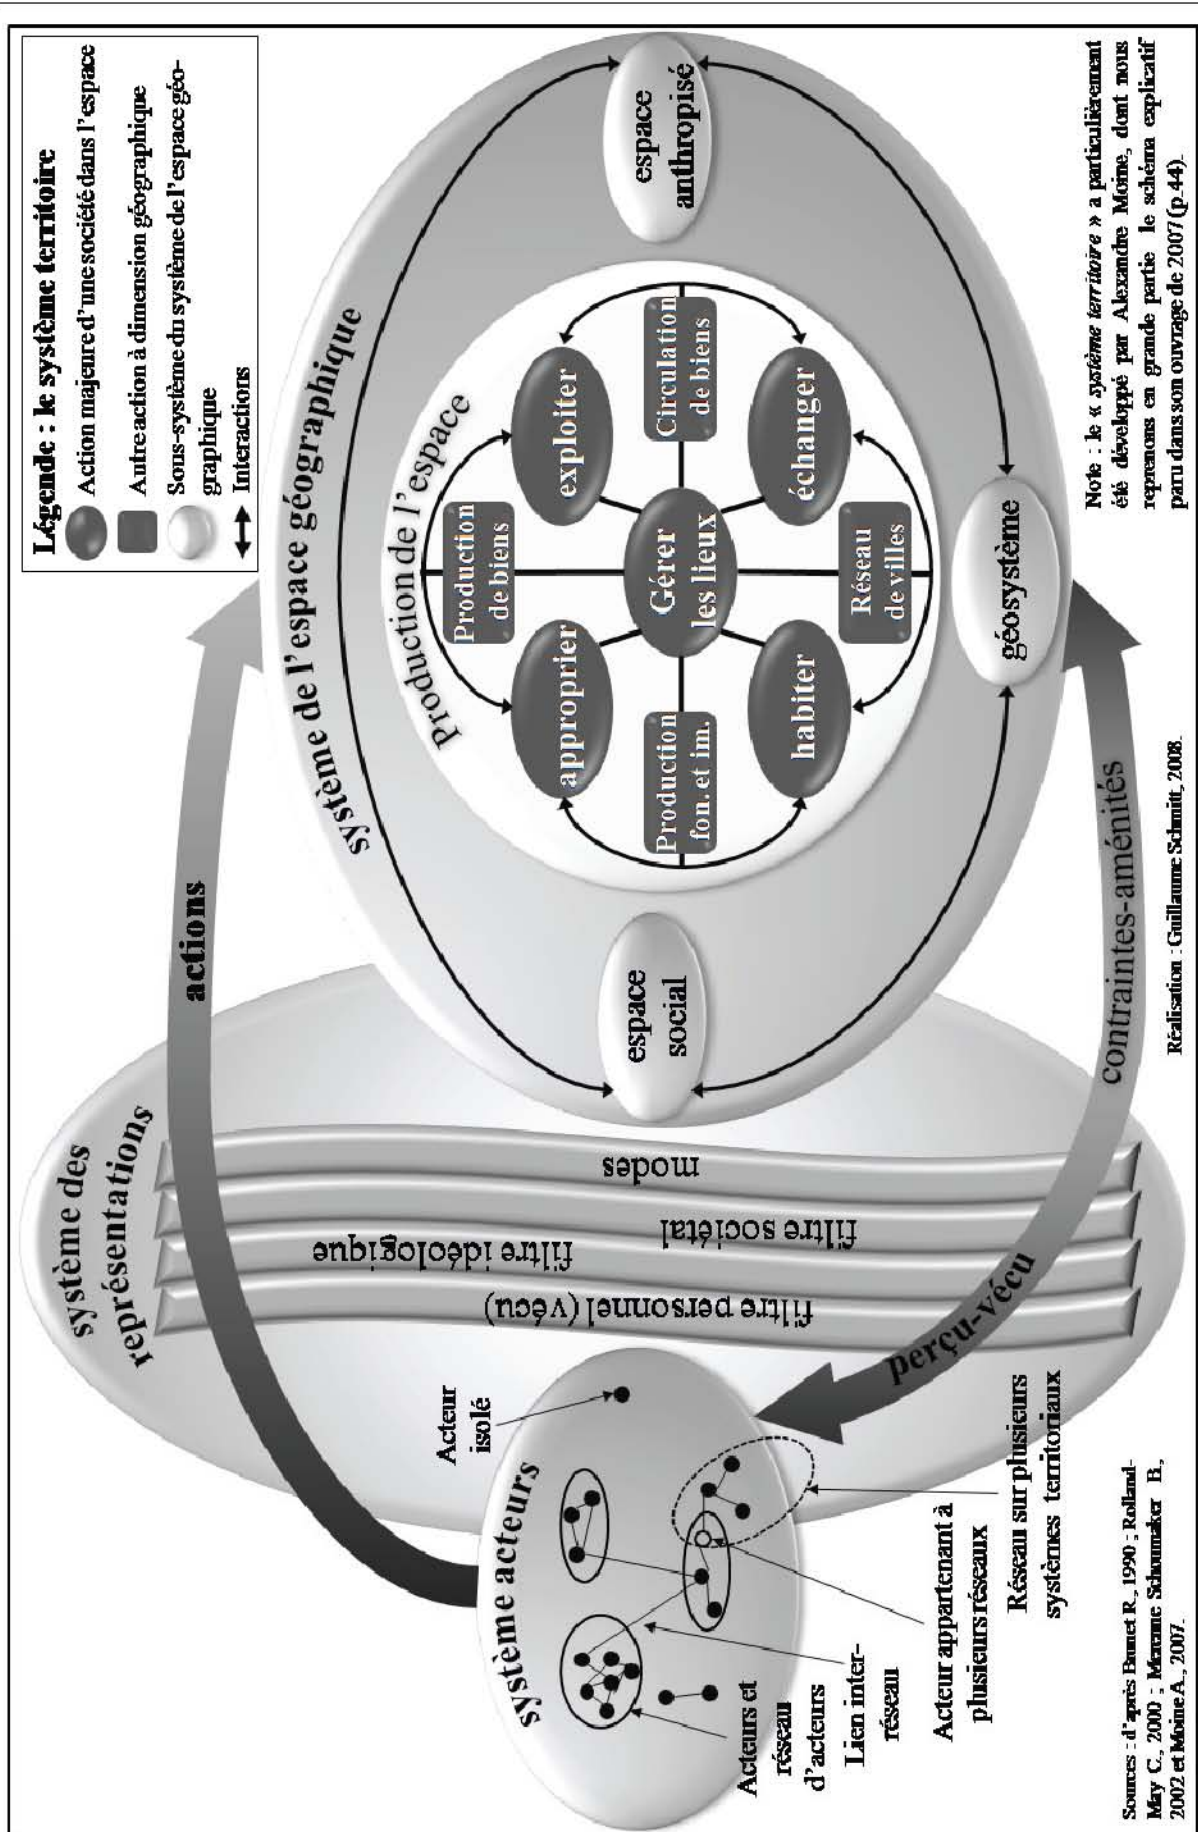 Légende : le système territoire
Action majeure d'une société dans l'espace
Autre action à dimension géographique
Sous-système du système de l'espace géo-
graphique
Interactions
système des
représentations
actions
système de l'espace géographique
Production de l'espace
système acteurs
Acteur
isolé
filtre personnel (vécu)
filtre idéologique
filtre sociétal
modes
espace
social
espace
anthropisé
géosystème
approprier
Production
de biens
exploiter
Production
fon. et im.
Gérer
les lieux
Circulation
de biens
habiter
Réseau
de villes
échanger
Acteurs et
réseau
d'acteurs
Lien inter-
réseau
Acteur appartenant à
plusieurs réseaux
Réseau sur plusieurs
systèmes territoriaux
perçu-vécu
contraintes-aménités
Sources : d'après Brunet R., 1990 ; Rolland-
May C., 2000 ; Merenne Schoumaker B.,
2002 et Moine A., 2007.
Réalisation : Guillaume Schmitt, 2008.
Note : le « système territoire » a particulièrement
été développé par Alexandre Moine, dont nous
reprenons en grande partie le schéma explicatif
paru dans son ouvrage de 2007 (p.44).